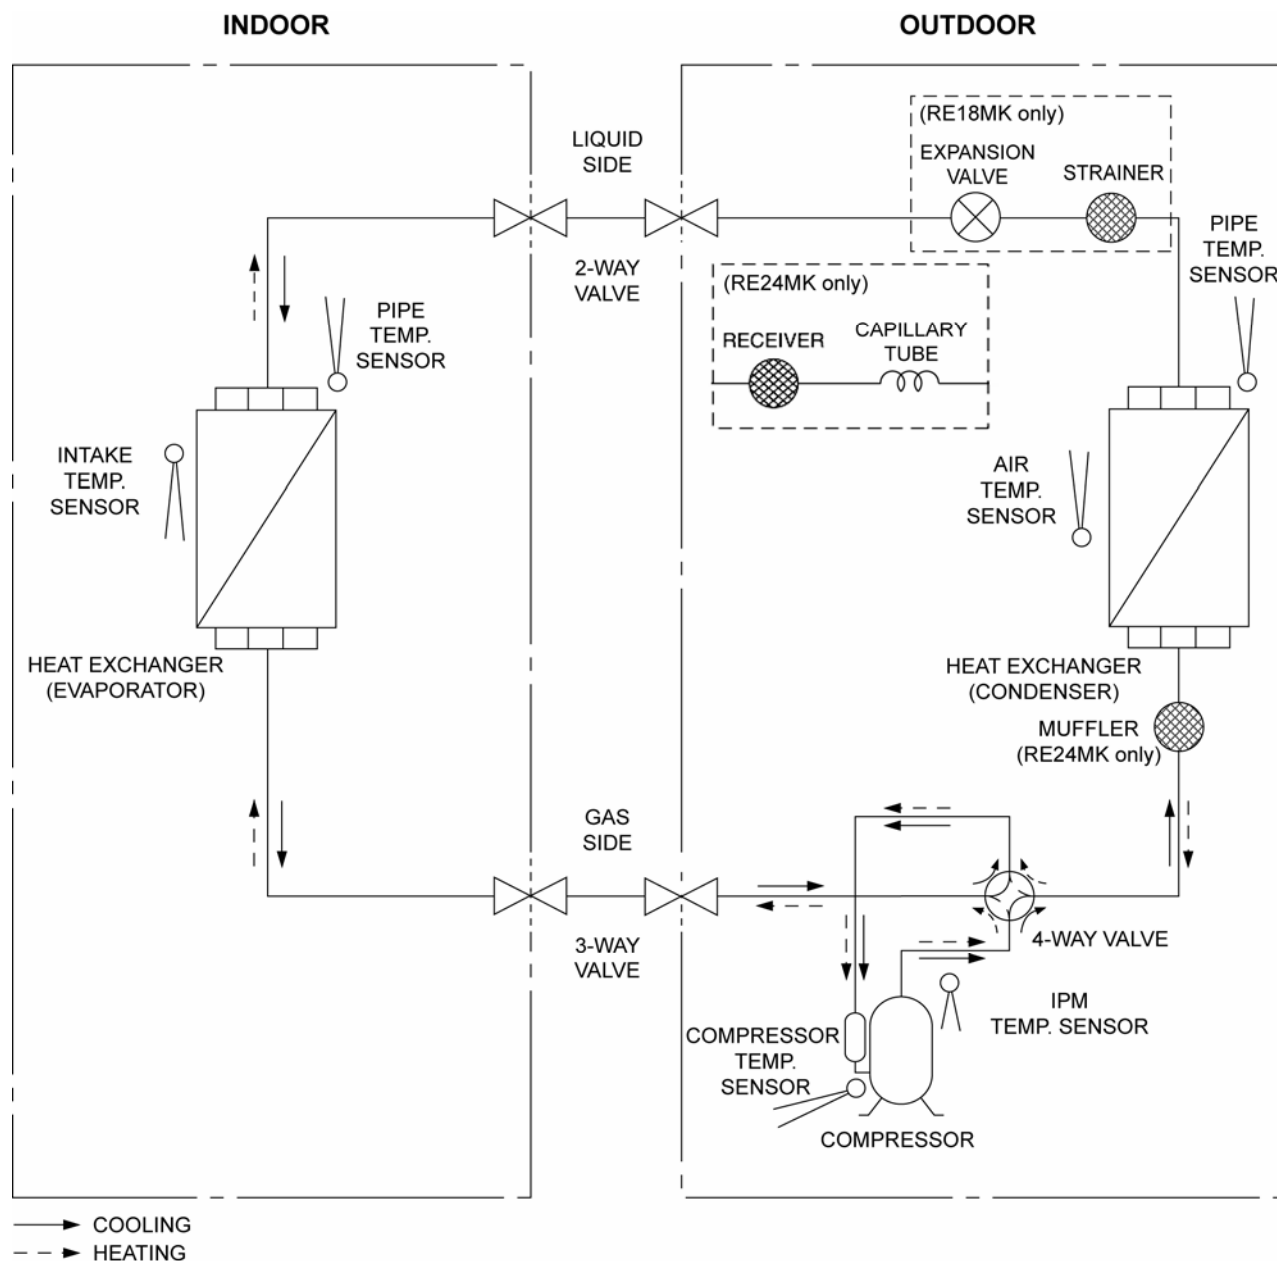 INDOOR
OUTDOOR
(RE18MK only)
LIQUID
SIDE
EXPANSION
VALVE
STRAINER
PIPE
TEMP.
SENSOR
2-WAY
VALVE
(RE24MK only)
RECEIVER
CAPILLARY
TUBE
PIPE
TEMP.
SENSOR
INTAKE
TEMP.
SENSOR
AIR
TEMP.
SENSOR
HEAT EXCHANGER
(EVAPORATOR)
HEAT EXCHANGER
(CONDENSER)
MUFFLER
(RE24MK only)
GAS
SIDE
3-WAY
VALVE
4-WAY VALVE
IPM
TEMP. SENSOR
COMPRESSOR
TEMP.
SENSOR
COMPRESSOR
COOLING
HEATING